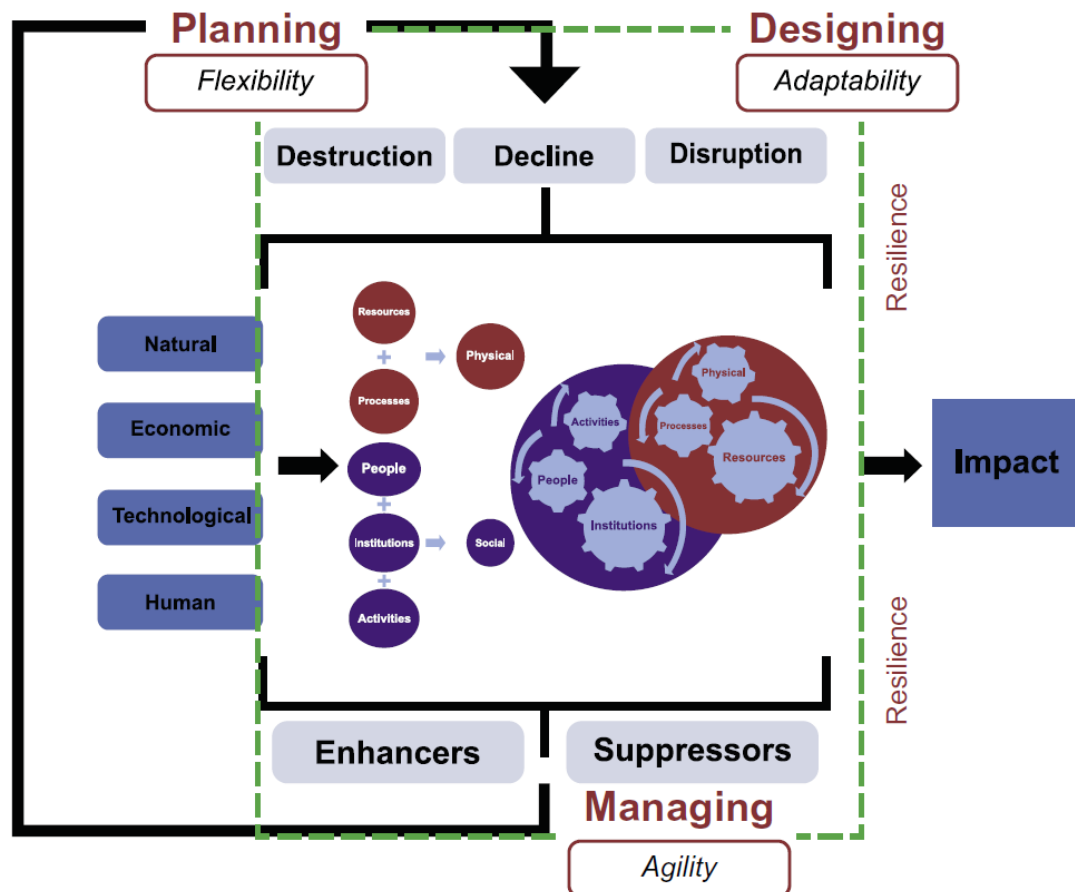 Planning
Designing
Flexibility
Adaptability
Destruction
Decline
Disruption
Resilience
Natural
Economic
Technological
Human
Resources
+
Processes
Physical
People
+
Institutions
+
Activities
Social
Activities
People
Institutions
Physical
Processes
Resources
Impact
Resilience
Enhancers
Suppressors
Managing
Agility